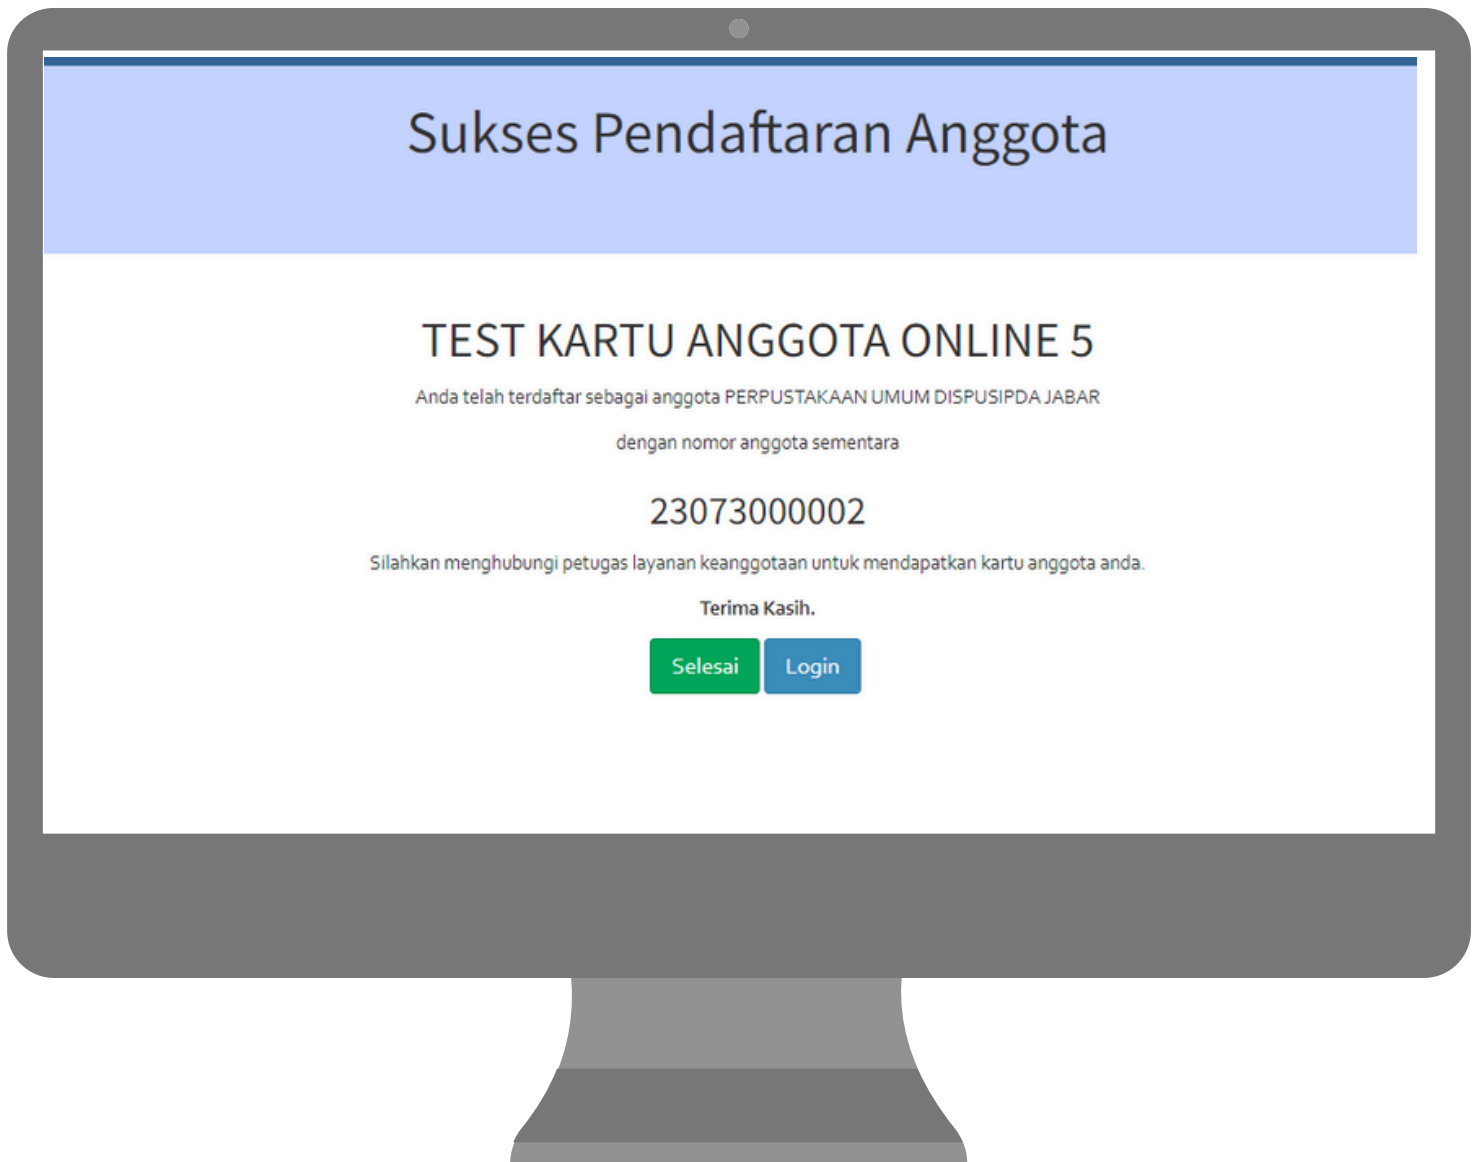 Sukses Pendaftaran Anggota
TEST KARTU ANGGOTA ONLINE 5
Anda telah terdaftar sebagai anggota PERPUSTAKAAN UMUM DISPUSIPDA JABAR
dengan nomor anggota sementara
23073000002
Silahkan menghubungi petugas layanan keanggotaan untuk mendapatkan kartu anggota anda.
Terima Kasih.
Selesai Login